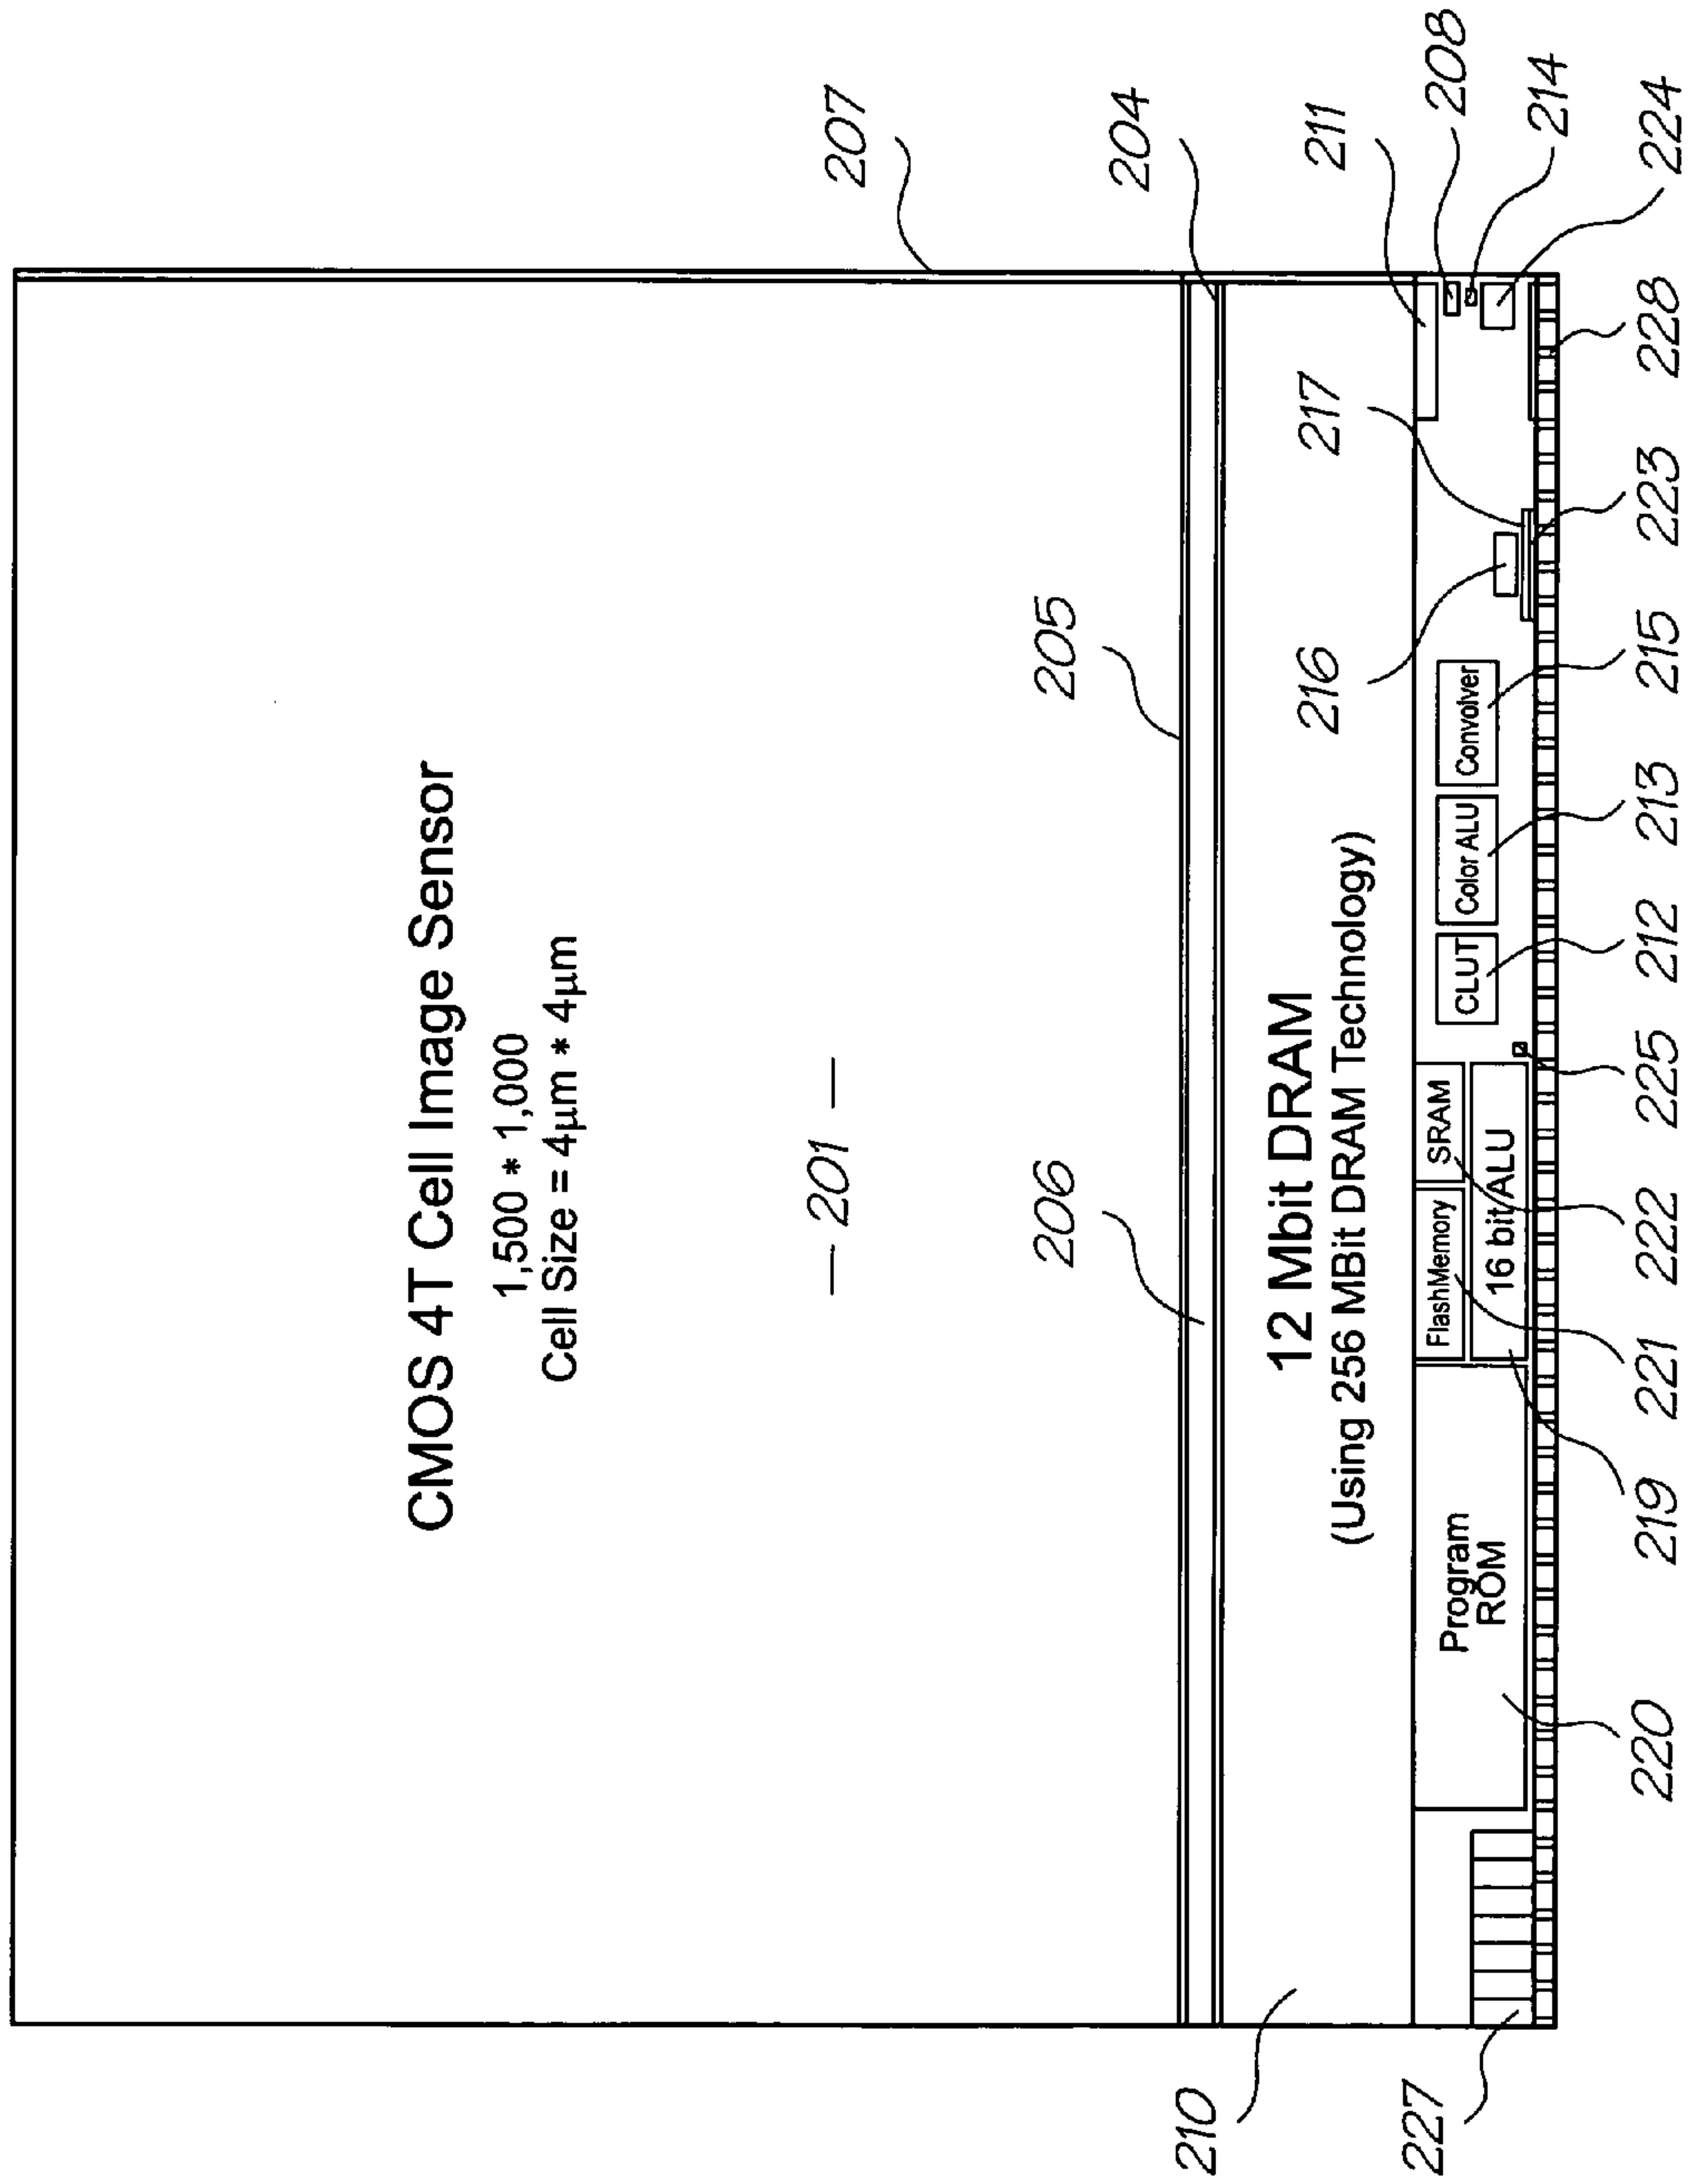 CMOS 4T Cell Image Sensor
1,500 * 1,000
Cell Size = 4µm * 4µm
— 201 —
207
205
206
204
12 Mbit DRAM
(Using 256 MBit DRAM Technology)
210
216
217
211
208
214
224
227
Program
ROM
FlashMemory
SRAM
16 bit ALU
CLUT
Color ALU
Convolver
220
219
221
222
225
212
213
215
223
228